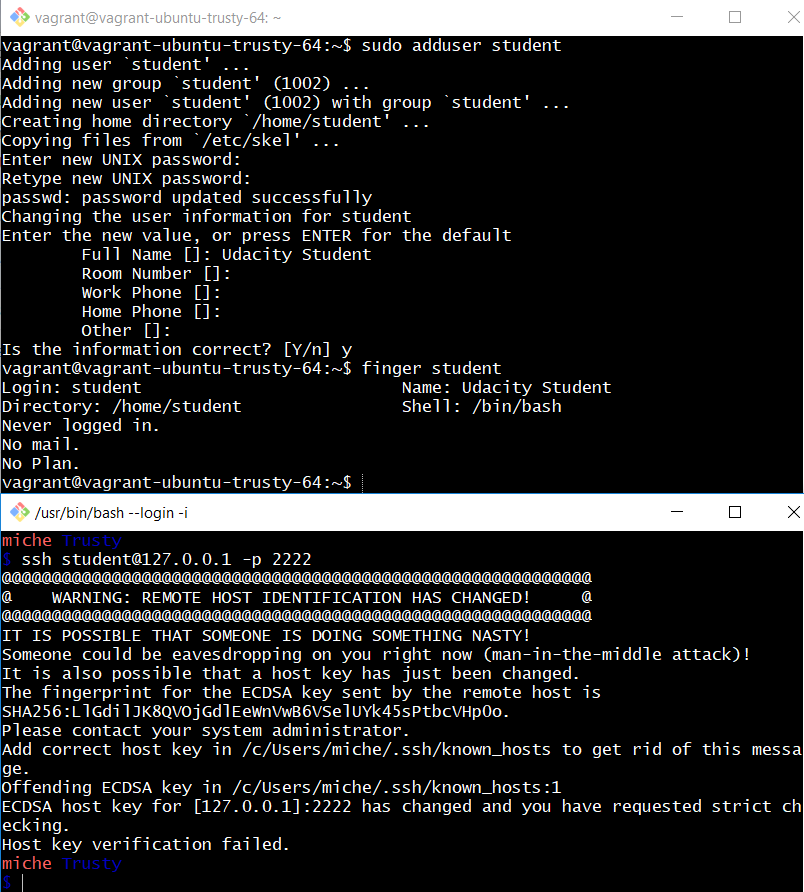 vagrant@vagrant-ubuntu-trusty-64: ~
vagrant@vagrant-ubuntu-trusty-64:~$ sudo adduser student
Adding user `student' ...
Adding new group `student' (1002) ...
Adding new user `student' (1002) with group `student' ...
Creating home directory `/home/student' ...
Copying files from `/etc/skel' ...
Enter new UNIX password:
Retype new UNIX password:
passwd: password updated successfully
Changing the user information for student
Enter the new value, or press ENTER for the default
        Full Name []: Udacity Student
        Room Number []:
        Work Phone []:
        Home Phone []:
        Other []:
Is the information correct? [Y/n] y
vagrant@vagrant-ubuntu-trusty-64:~$ finger student
Login: student                          Name: Udacity Student
Directory: /home/student                Shell: /bin/bash
Never logged in.
No mail.
No Plan.
vagrant@vagrant-ubuntu-trusty-64:~$
/usr/bin/bash --login -i
miche Trusty
$ ssh student@127.0.0.1 -p 2222
@@@@@@@@@@@@@@@@@@@@@@@@@@@@@@@@@@@@@@@@@@@@@@@@@@@@@@@@@@@
@    WARNING: REMOTE HOST IDENTIFICATION HAS CHANGED!     @
@@@@@@@@@@@@@@@@@@@@@@@@@@@@@@@@@@@@@@@@@@@@@@@@@@@@@@@@@@@
IT IS POSSIBLE THAT SOMEONE IS DOING SOMETHING NASTY!
Someone could be eavesdropping on you right now (man-in-the-middle attack)!
It is also possible that a host key has just been changed.
The fingerprint for the ECDSA key sent by the remote host is
SHA256:LlGdilJK8QVOjGdlEeWnVwB6VSelUYk45sPtbcVHpOo.
Please contact your system administrator.
Add correct host key in /c/Users/miche/.ssh/known_hosts to get rid of this messa
ge.
Offending ECDSA key in /c/Users/miche/.ssh/known_hosts:1
ECDSA host key for [127.0.0.1]:2222 has changed and you have requested strict ch
ecking.
Host key verification failed.
miche Trusty
$